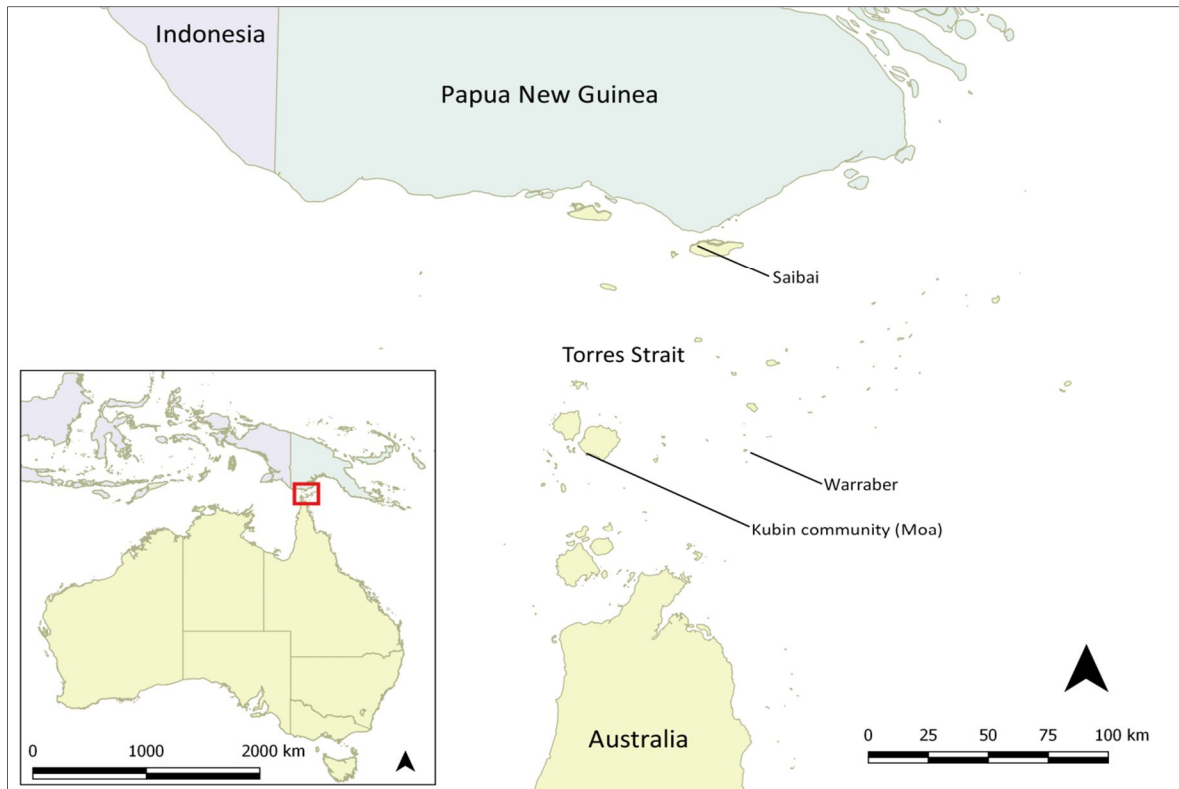 Indonesia
Papua New Guinea
Saibai
Torres Strait
Warraber
Kubin community (Moa)
Australia
0 25 50 75 100 km
0 1000 2000 km